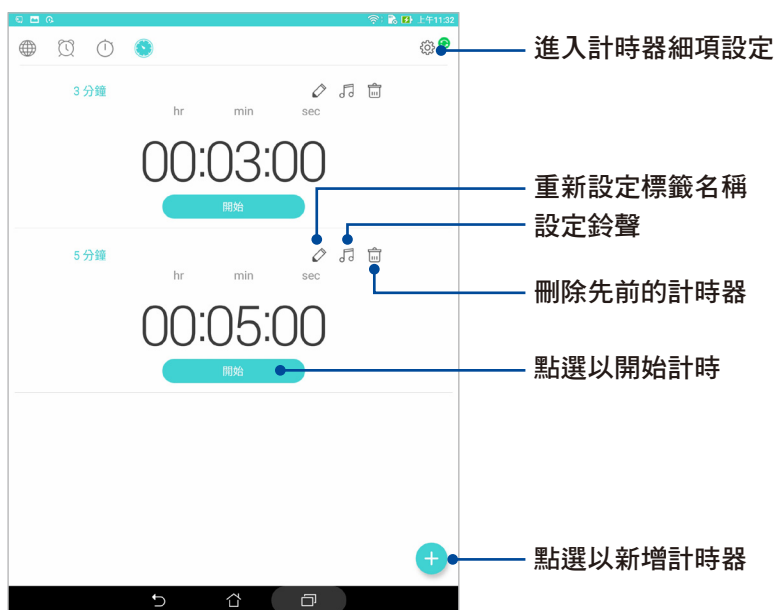 上午11:32
進入計時器細項設定
3 分鐘
hr min sec
00:03:00
開始
重新設定標籤名稱
設定鈴聲
5 分鐘
hr min sec
刪除先前的計時器
00:05:00
開始
點選以開始計時
點選以新增計時器